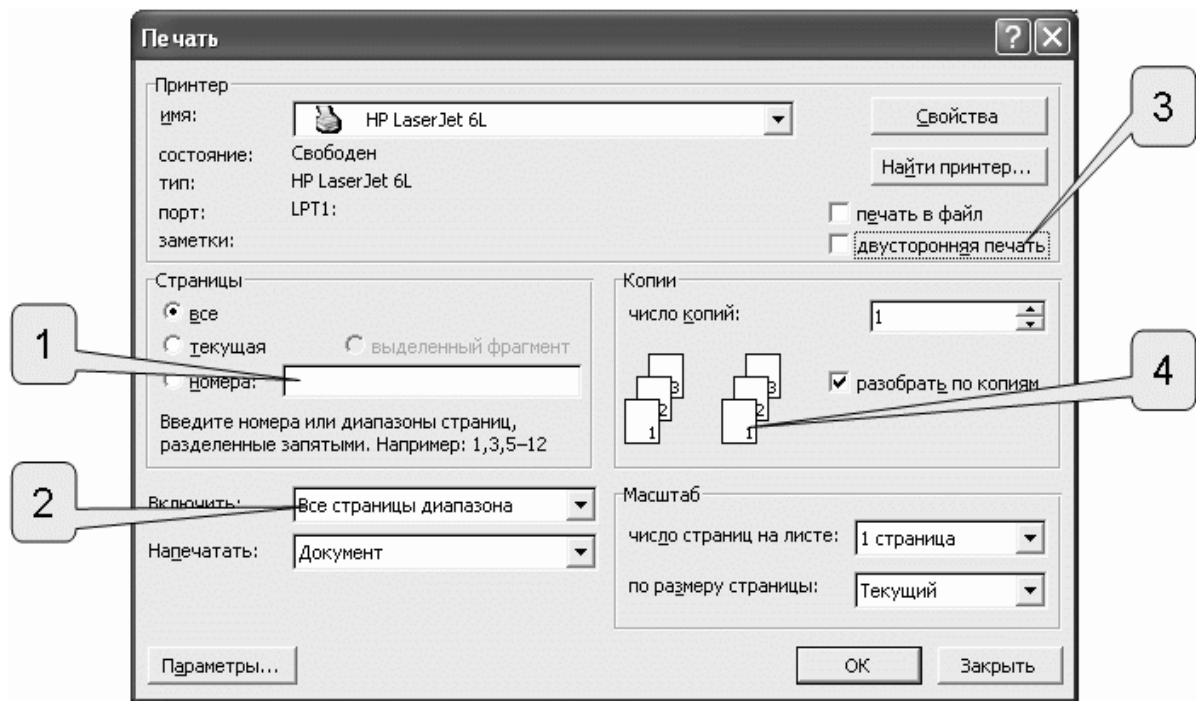 Печать
Принтер
имя:
HP LaserJet 6L
Свойства
3
состояние:
Свободен
Найти принтер...
тип:
HP LaserJet 6L
порт:
LPT1:
печать в файл
заметки:
двусторонняя печать
Страницы
все
1
текущая
выделенный фрагмент
номера:
Введите номера или диапазоны страниц,
разделенные запятыми. Например: 1,3,5–12
Копии
число копий:
1
3
2
1
3
2
1
разобрать по копиям
4
2
Включить:
Все страницы диапазона
Напечатать:
Документ
Масштаб
число страниц на листе:
1 страница
по размеру страницы:
Текущий
Параметры...
ОК
Закрыть